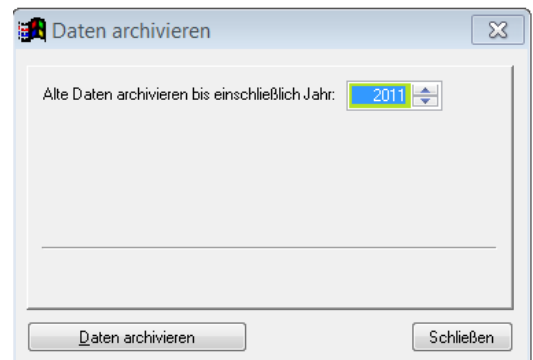 Daten archivieren
Alte Daten archivieren bis einschließlich Jahr: 2011
Daten archivieren Schließen